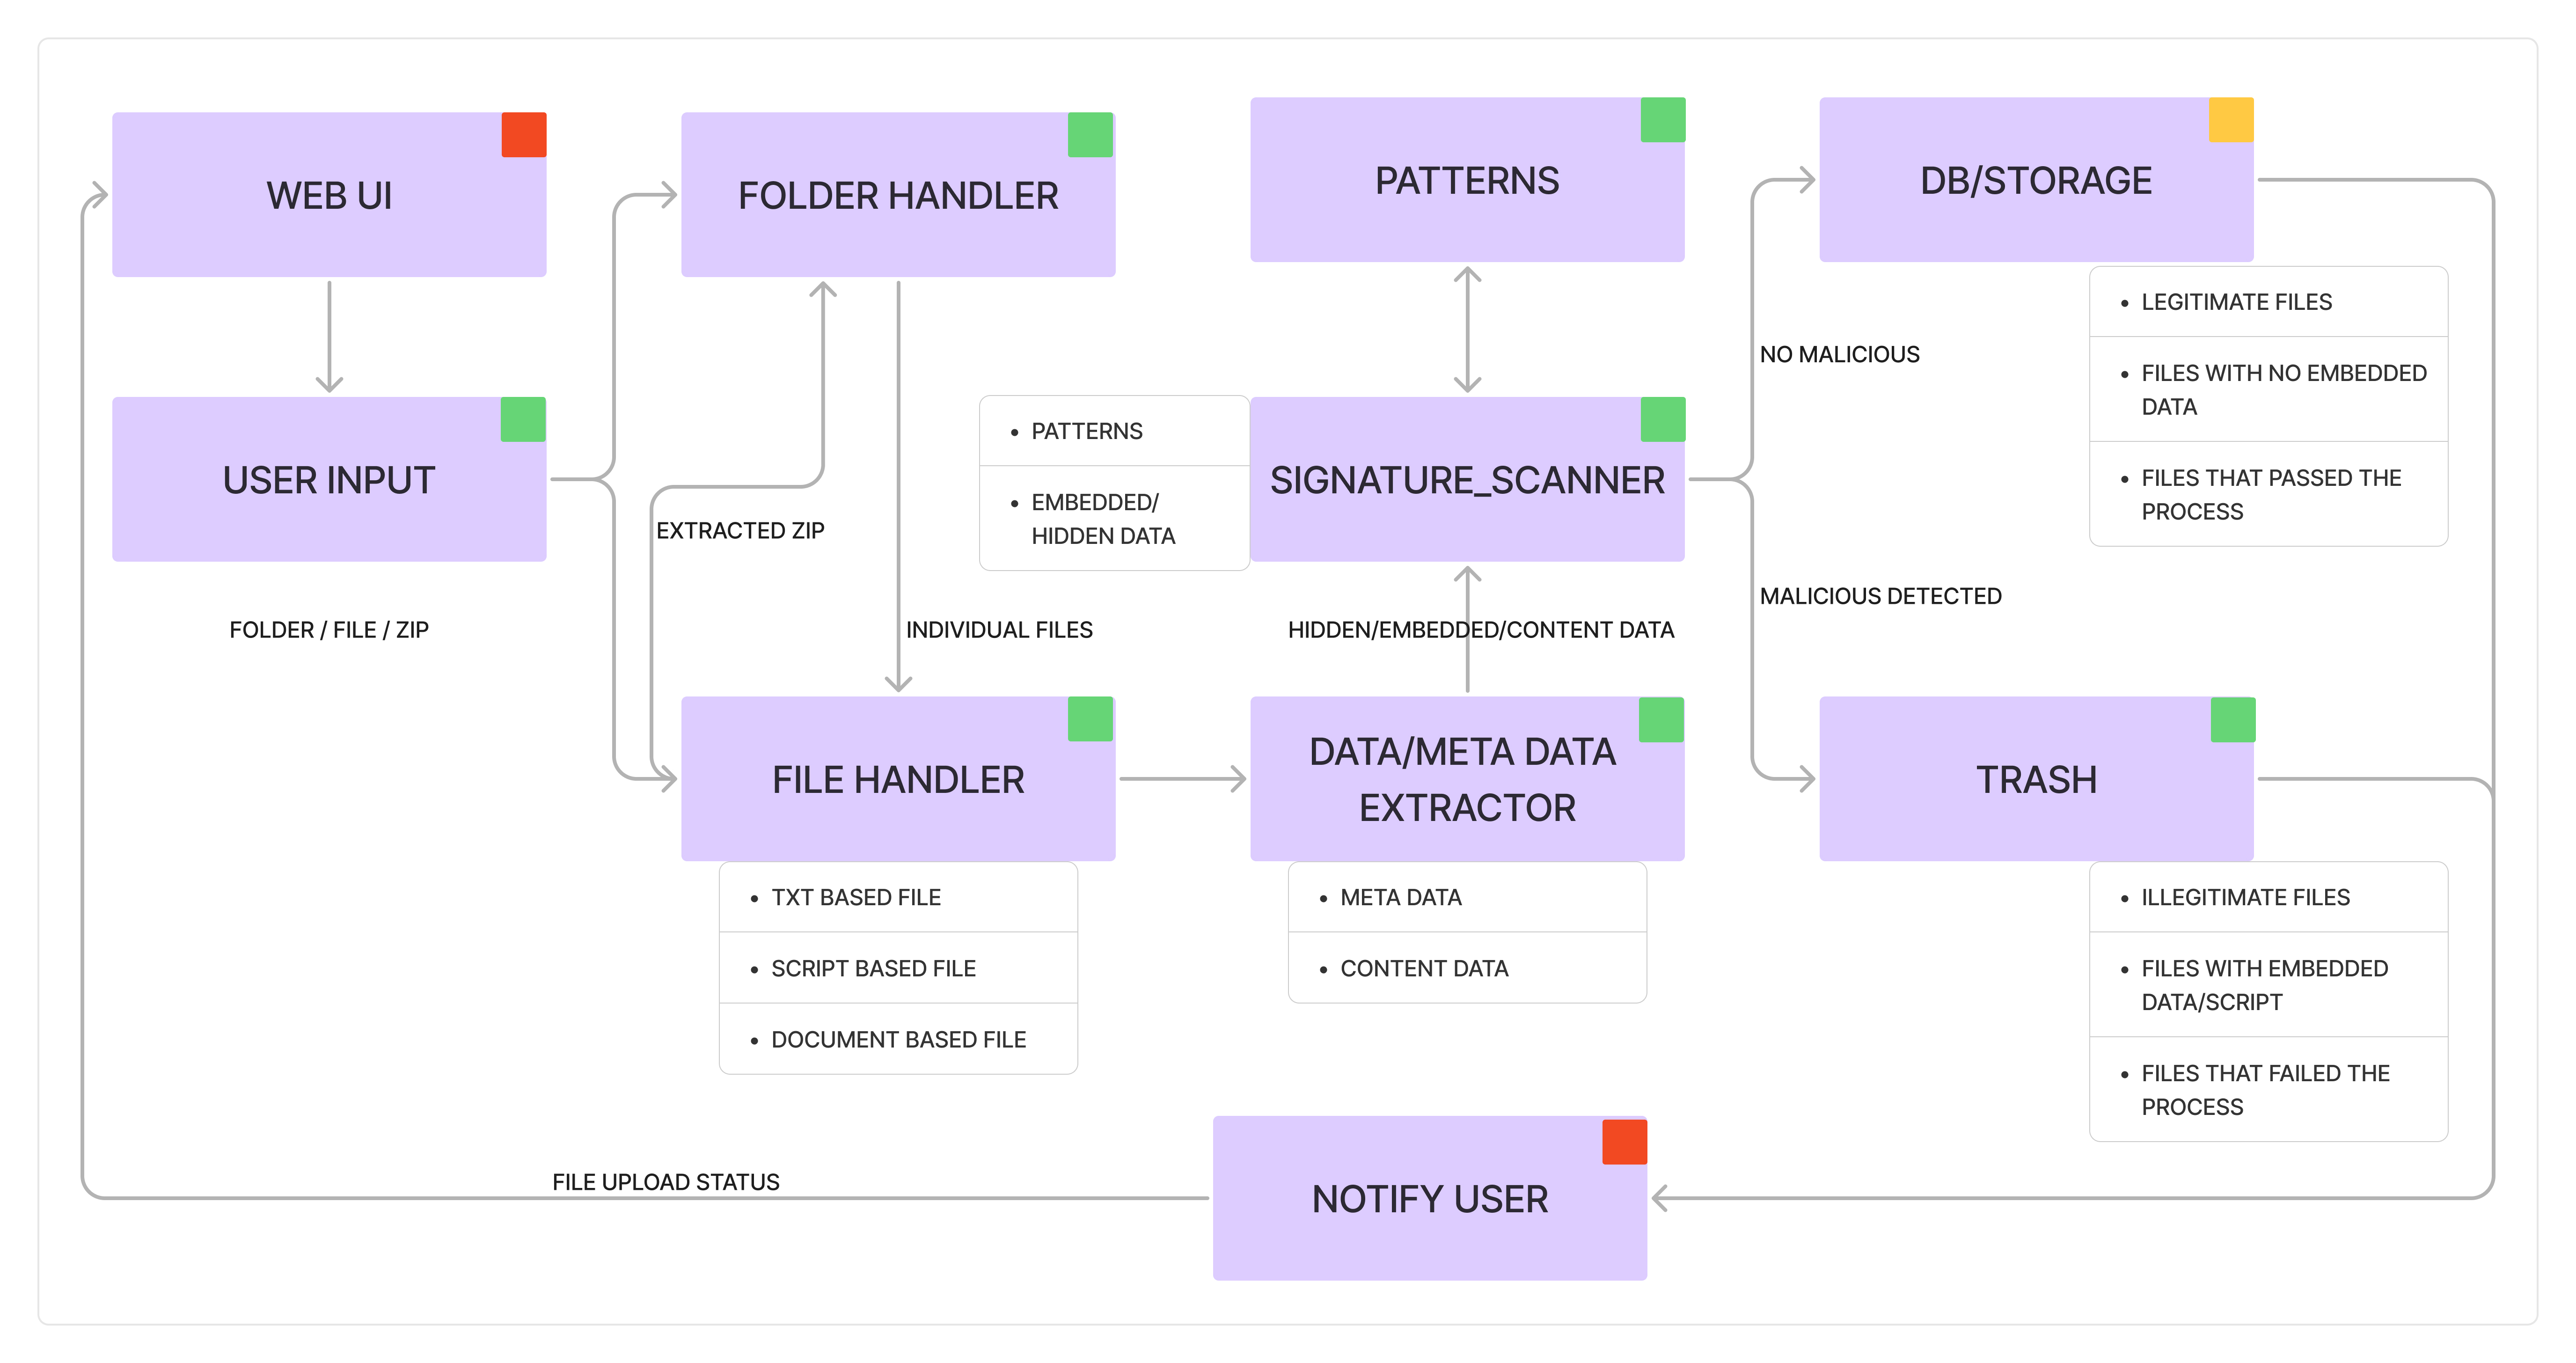 WEB UI
FOLDER HANDLER
PATTERNS
DB/STORAGE
LEGITIMATE FILES
FILES WITH NO EMBEDDED
DATA
FILES THAT PASSED THE
PROCESS
NO MALICIOUS
USER INPUT
FOLDER / FILE / ZIP
EXTRACTED ZIP
INDIVIDUAL FILES
PATTERNS
EMBEDDED/
HIDDEN DATA
SIGNATURE_SCANNER
HIDDEN/EMBEDDED/CONTENT DATA
MALICIOUS DETECTED
FILE HANDLER
TXT BASED FILE
SCRIPT BASED FILE
DOCUMENT BASED FILE
DATA/META DATA
EXTRACTOR
META DATA
CONTENT DATA
TRASH
ILLEGITIMATE FILES
FILES WITH EMBEDDED
DATA/SCRIPT
FILES THAT FAILED THE
PROCESS
FILE UPLOAD STATUS
NOTIFY USER